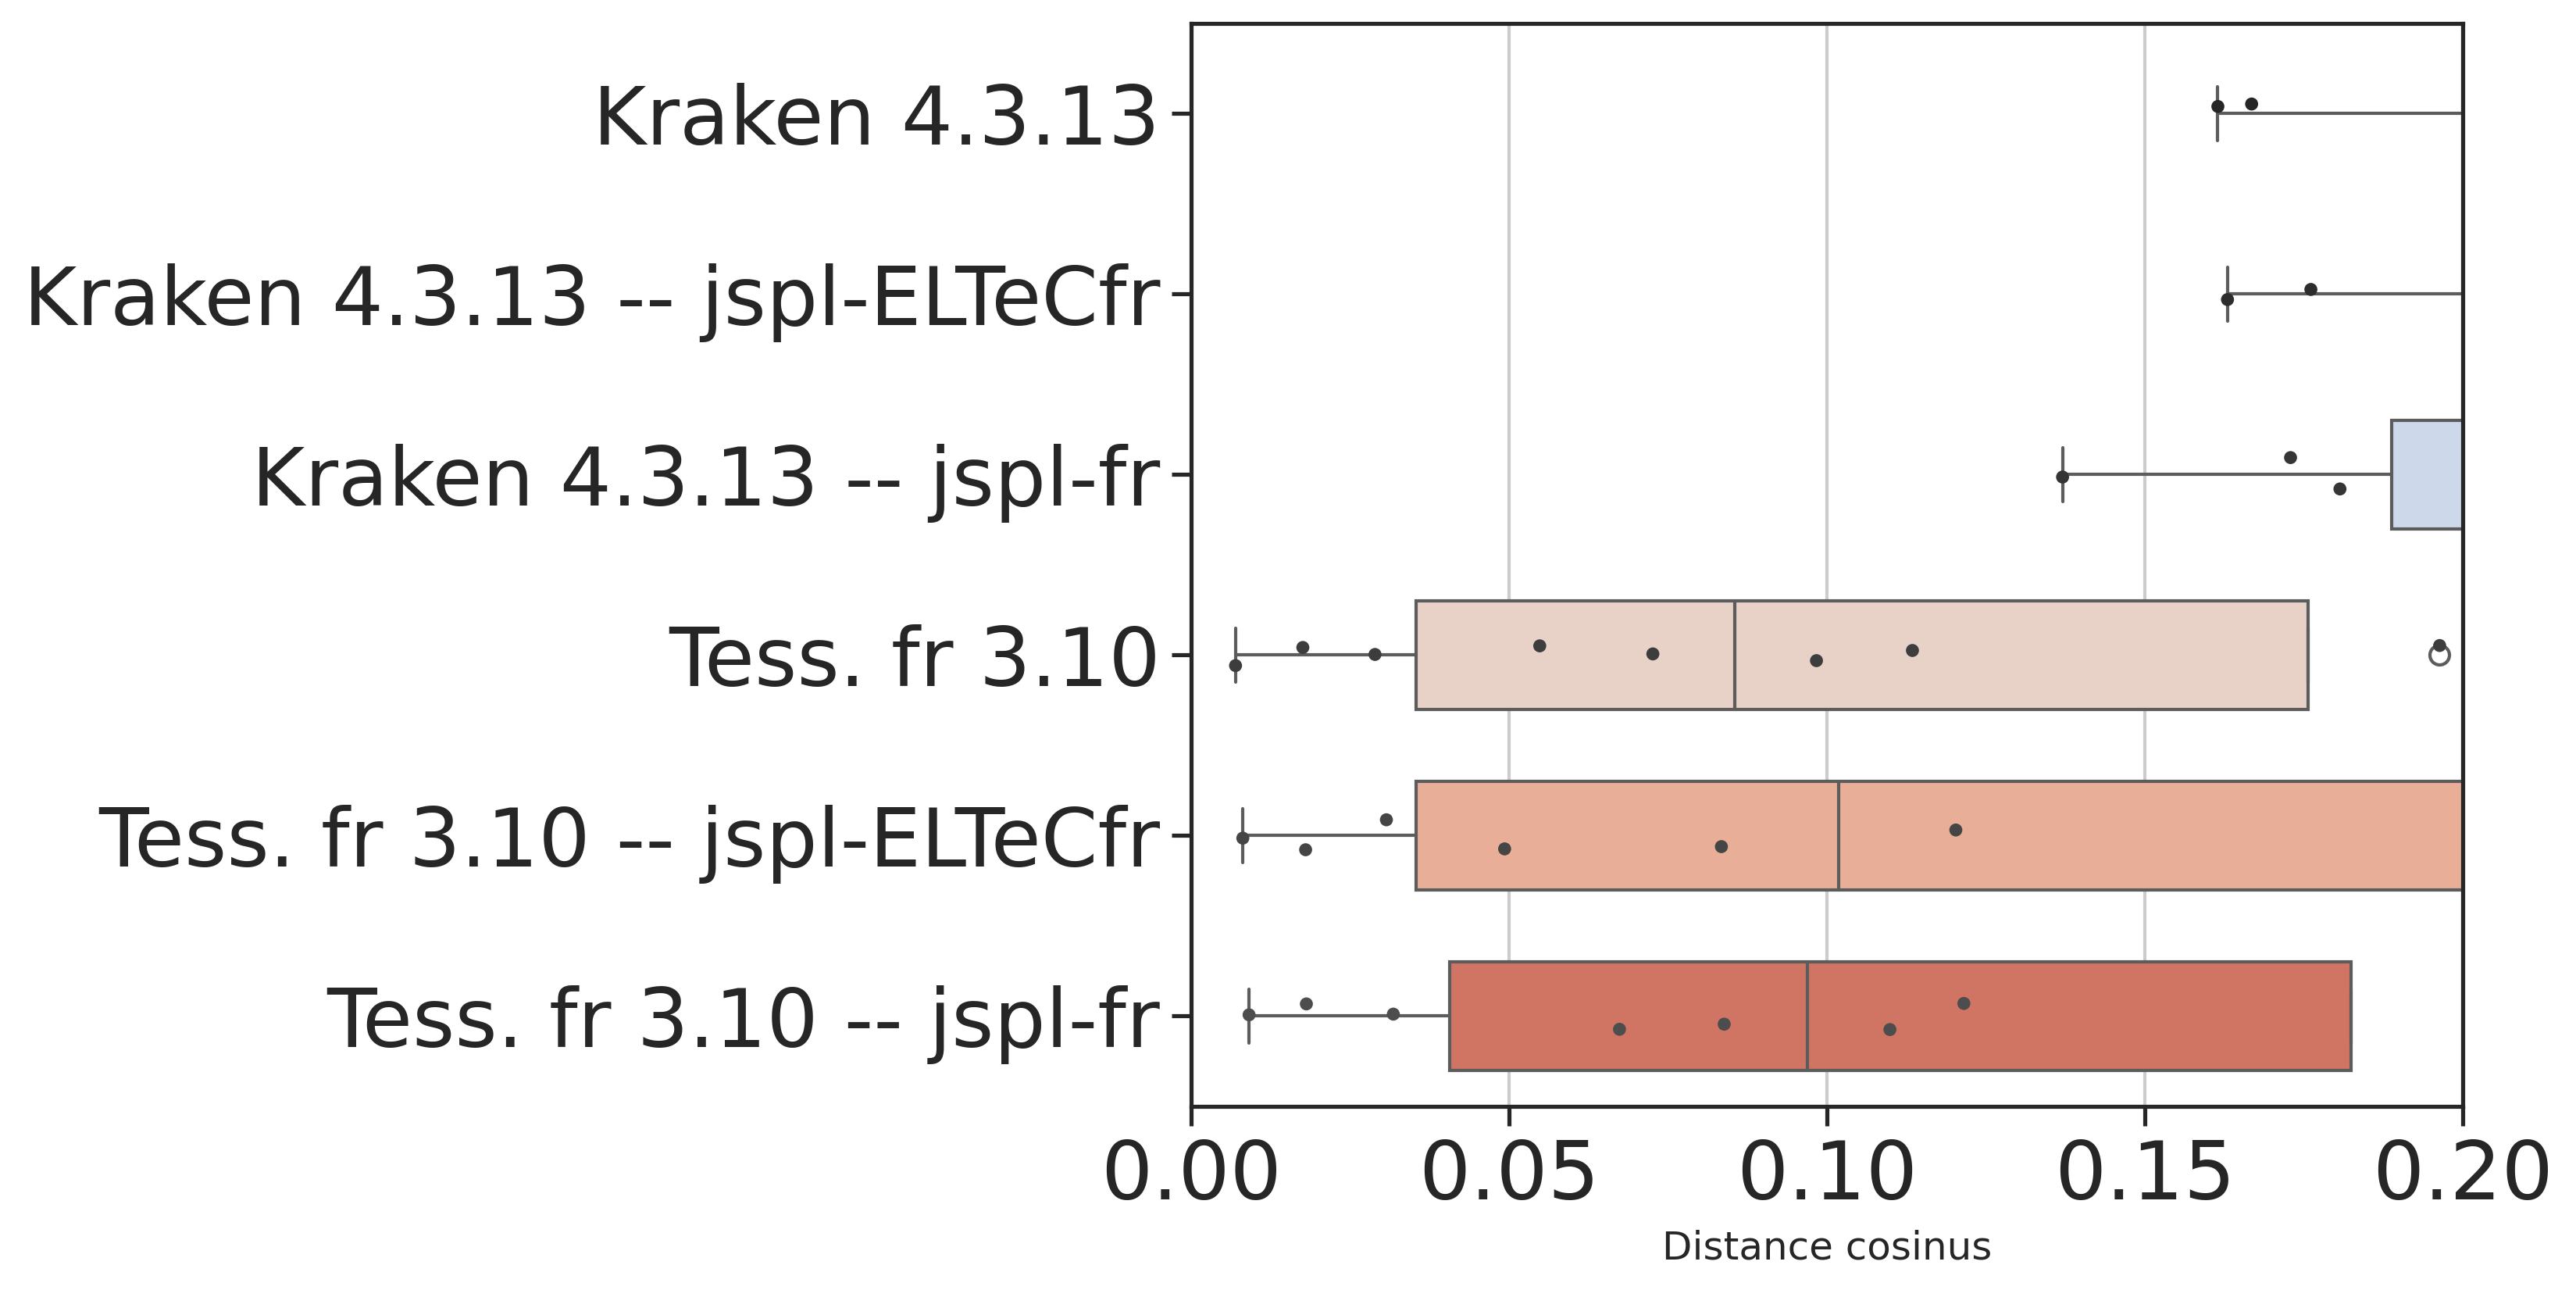 Kraken 4.3.13
Kraken 4.3.13 -- jspl-ELTeCfr
Kraken 4.3.13 -- jspl-fr
Tess. fr 3.10
Tess. fr 3.10 -- jspl-ELTeCfr
Tess. fr 3.10 -- jspl-fr
0.00 0.05 0.10 0.15 0.20
Distance cosinus